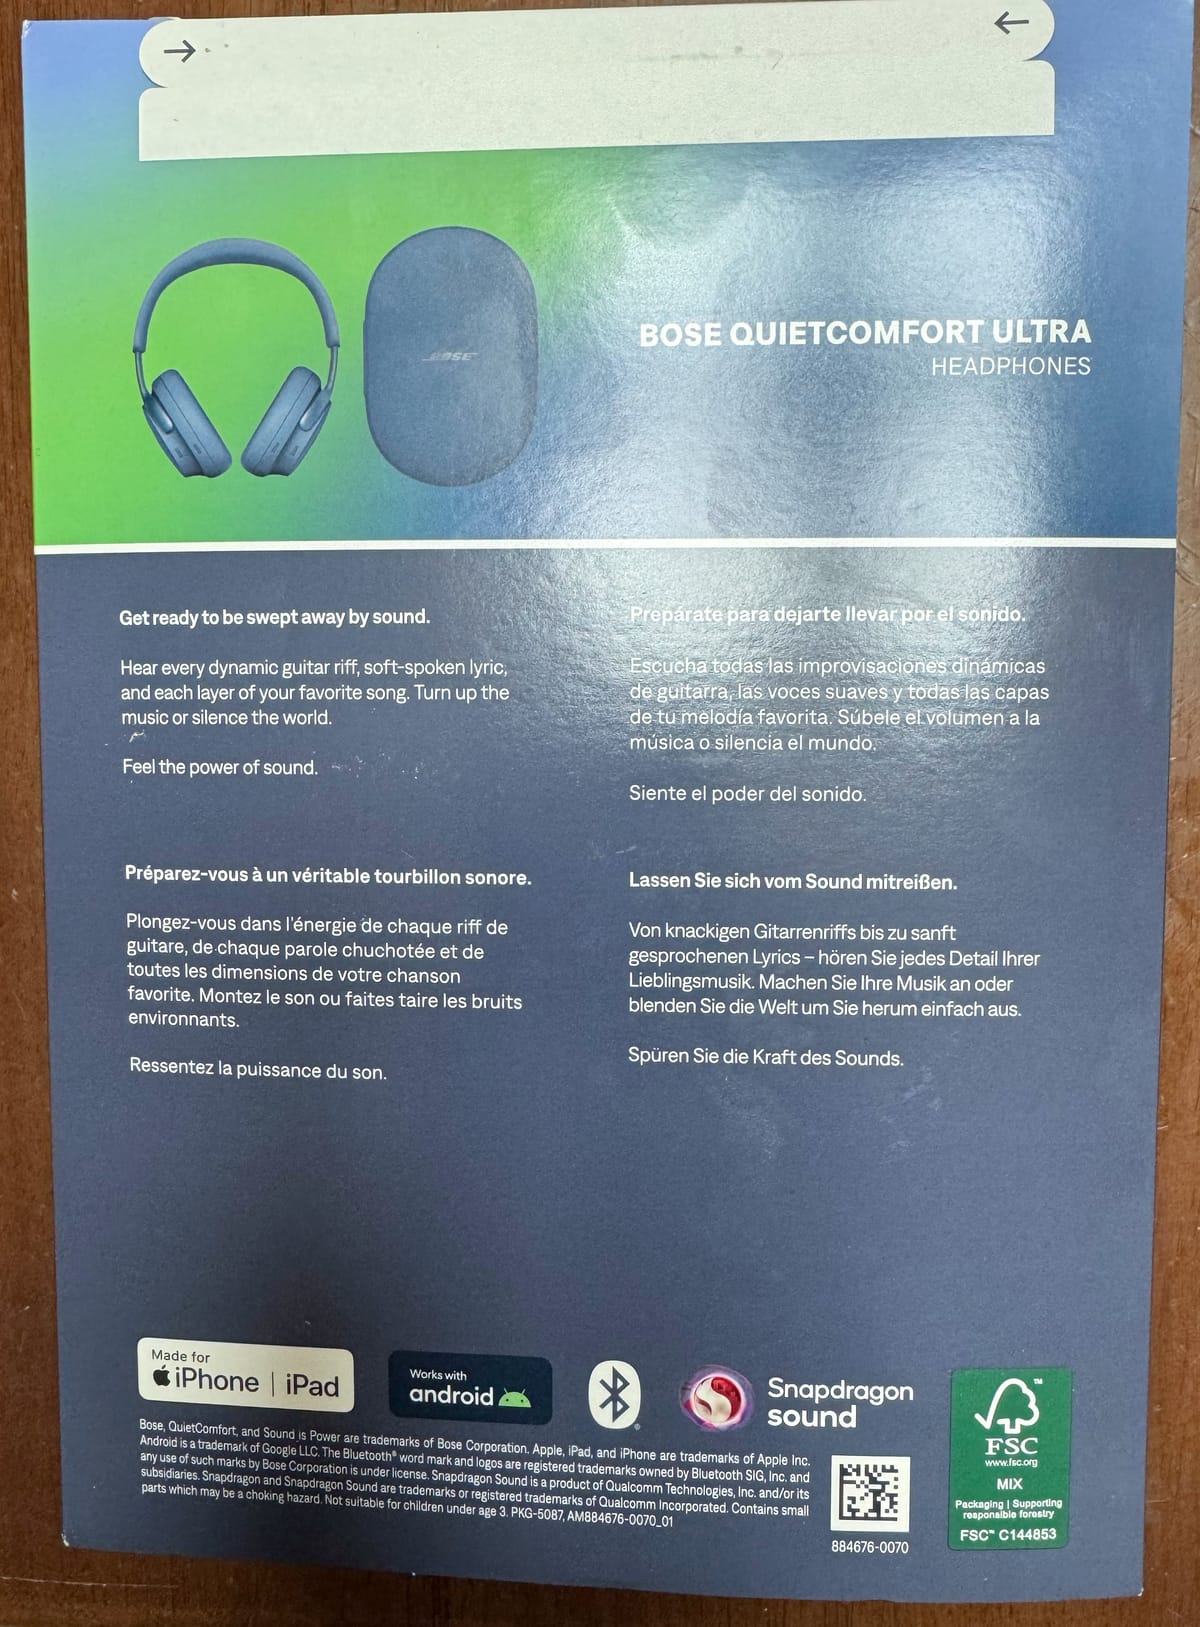 BOSE
BOSE QUIETCOMFORT ULTRA
HEADPHONES
Get ready to be swept away by sound.
Hear every dynamic guitar riff, soft-spoken lyric,
and each layer of your favorite song. Turn up the
music or silence the world.
Feel the power of sound.
Prepárate para dejarte llevar por el sonido.
Escucha todas las improvisaciones dinámicas
de guitarra, las voces suaves y todas las capas
de tu melodía favorita. Súbele el volumen a la
música o silencia el mundo.
Siente el poder del sonido.
Préparez-vous à un véritable tourbillon sonore.
Plongez-vous dans l'énergie de chaque riff de
guitare, de chaque parole chuchotée et de
toutes les dimensions de votre chanson
favorite. Montez le son ou faites taire les bruits
environnants.
Ressentez la puissance du son.
Lassen Sie sich vom Sound mitreißen.
Von knackigen Gitarrenriffs bis zu sanft
gesprochenen Lyrics – hören Sie jedes Detail Ihrer
Lieblingsmusik. Machen Sie Ihre Musik an oder
blenden Sie die Welt um Sie herum einfach aus.
Spüren Sie die Kraft des Sounds.
Made for
iPhone | iPad
Works with
android
Snapdragon
sound
Bose, QuietComfort, and Sound is Power are trademarks of Bose Corporation. Apple, iPad, and iPhone are trademarks of Apple Inc.
Android is a trademark of Google LLC. The Bluetooth® word mark and logos are registered trademarks owned by Bluetooth SIG, Inc. and
any use of such marks by Bose Corporation is under license. Snapdragon Sound is a product of Qualcomm Technologies, Inc. and/or its
subsidiaries. Snapdragon and Snapdragon Sound are trademarks or registered trademarks of Qualcomm Incorporated. Contains small
parts which may be a choking hazard. Not suitable for children under age 3. PKG-5087, AM884676-0070_01
884676-0070
FSC
www.fsc.org
MIX
Packaging | Supporting
responsible forestry
FSC™ C144853